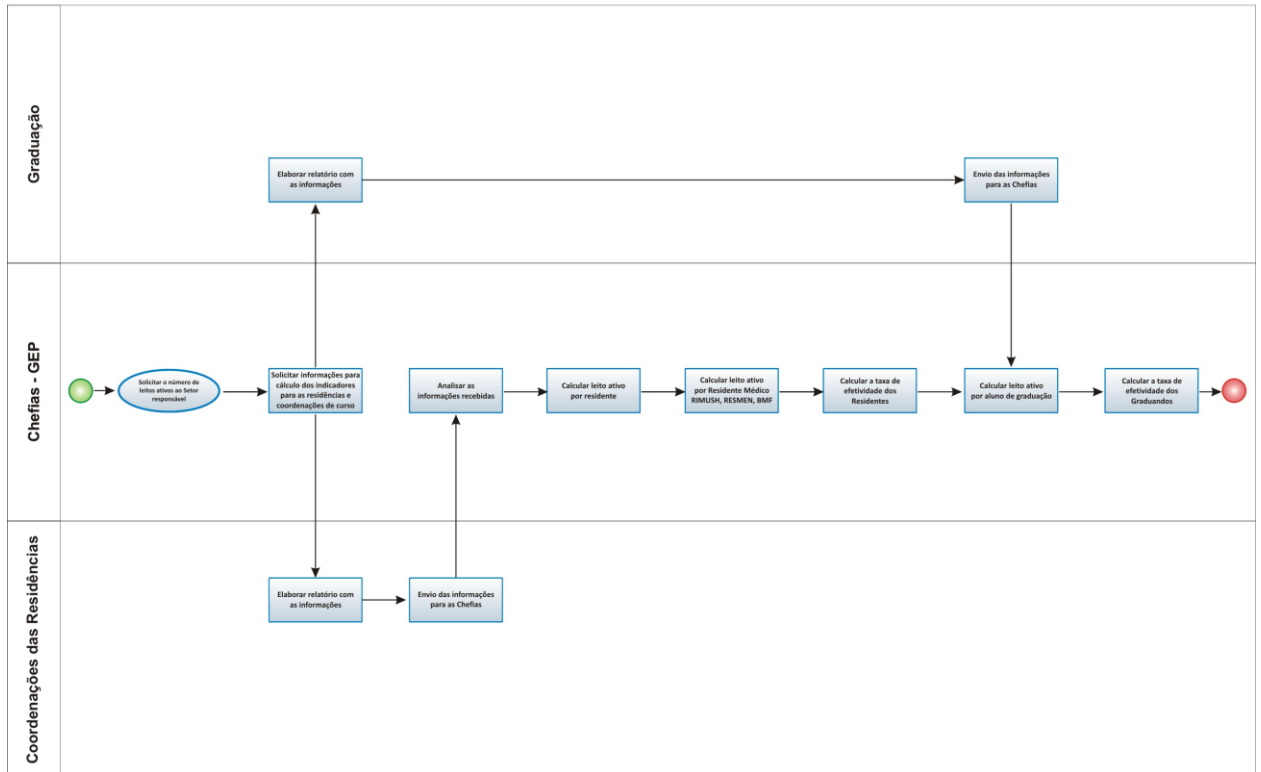 Graduação
Elaborar relatório com
as informações
Envio das informações
para as Chefias
Chefias - GEP
Solicitar o número de
leitos ativos ao Setor
responsável
Solicitar informações para
cálculo dos indicadores
para as residências e
coordenações de curso
Analisar as
informações recebidas
Calcular leito ativo
por residente
Calcular leito ativo
por Residente Médico
RIMUSH, RESMEN, BMF
Calcular a taxa de
efetividade dos
Residentes
Calcular leito ativo
por aluno de graduação
Calcular a taxa de
efetividade dos
Graduandos
Coordenações das Residências
Elaborar relatório com
as informações
Envio das informações
para as Chefias